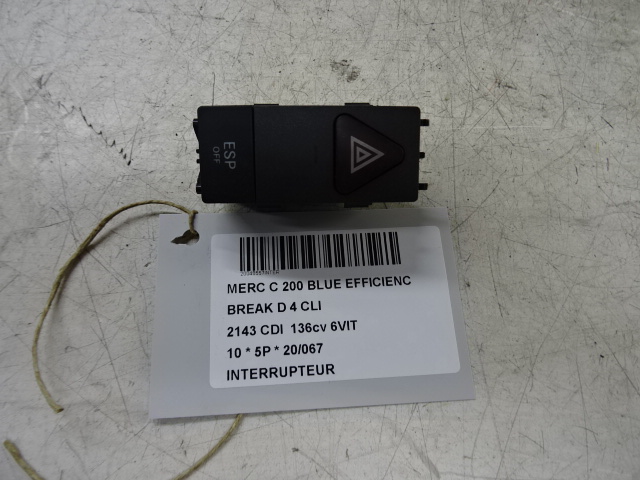 ESP
OFF
MERC C 200 BLUE EFFICIENC
BREAK D 4 CLI
2143 CDI 136cv 6VIT
10 * 5P * 20/067
INTERRUPTEUR